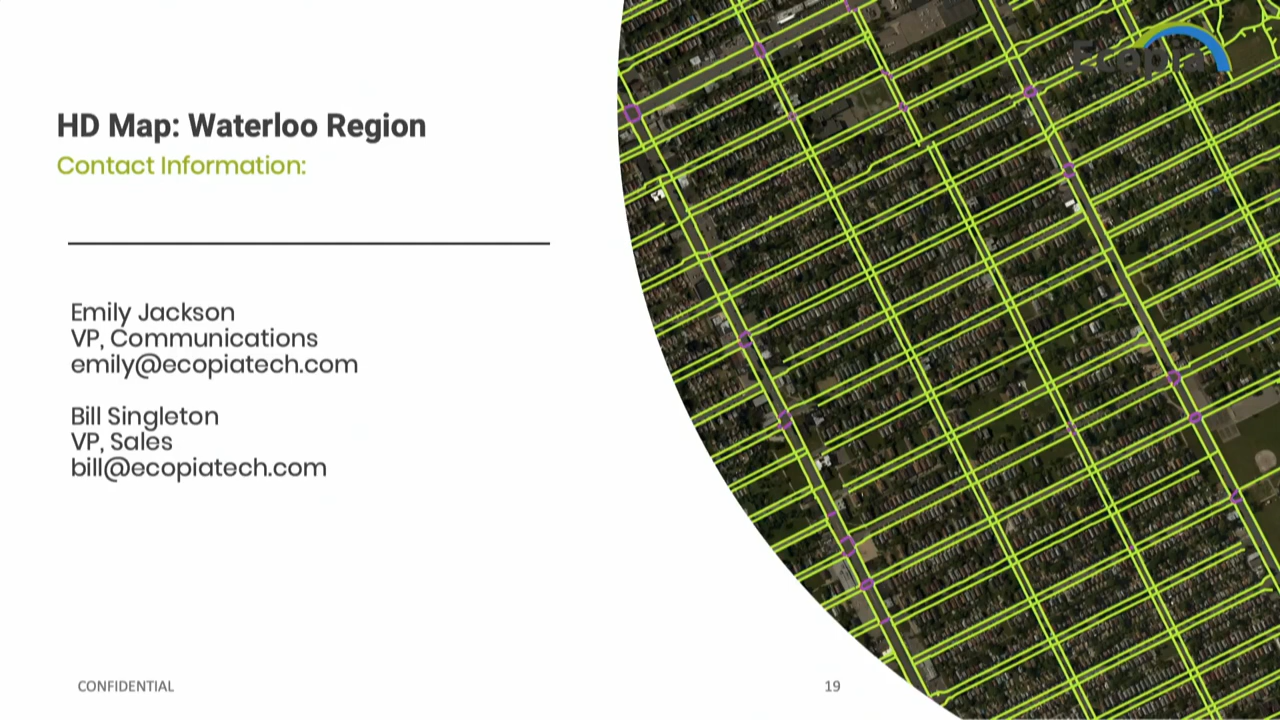 Ecopia
HD Map: Waterloo Region
Contact Information:
Emily Jackson
VP, Communications
emily@ecopiatech.com
Bill Singleton
VP, Sales
bill@ecopiatech.com
CONFIDENTIAL
19